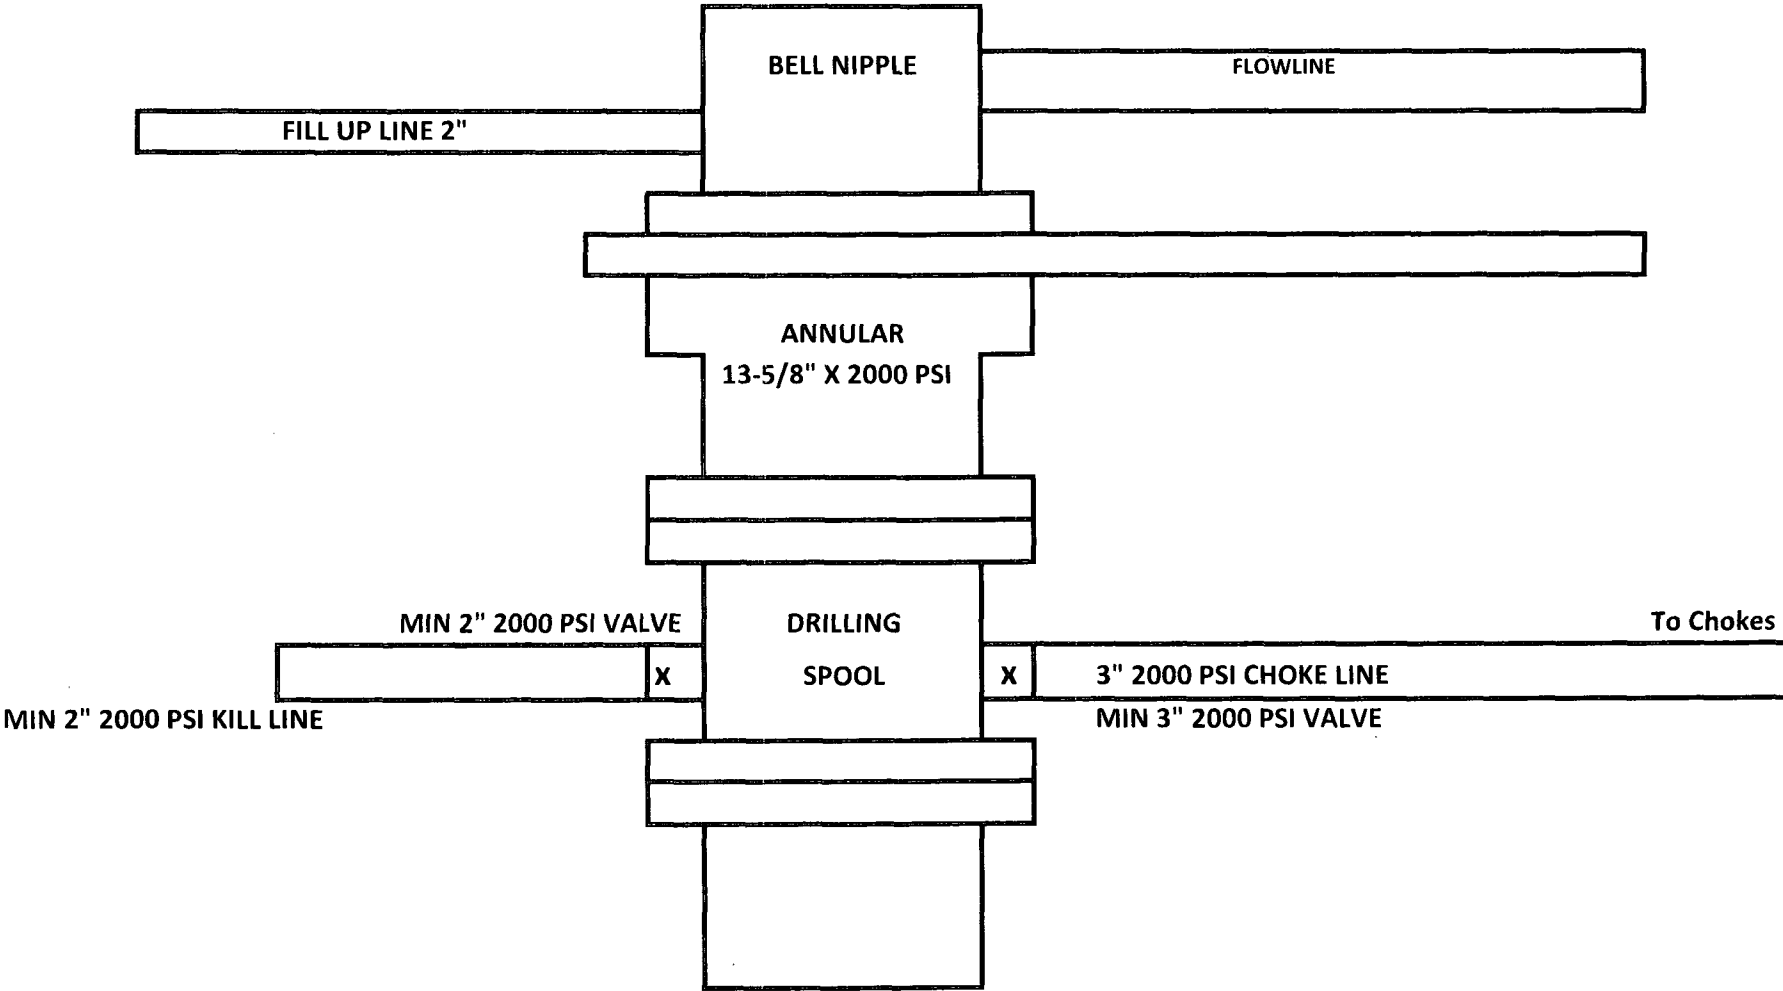 BELL NIPPLE
FLOWLINE
FILL UP LINE 2"
ANNULAR
13-5/8" X 2000 PSI
MIN 2" 2000 PSI VALVE
DRILLING
To Chokes
X
SPOOL
X
3" 2000 PSI CHOKE LINE
MIN 2" 2000 PSI KILL LINE
MIN 3" 2000 PSI VALVE